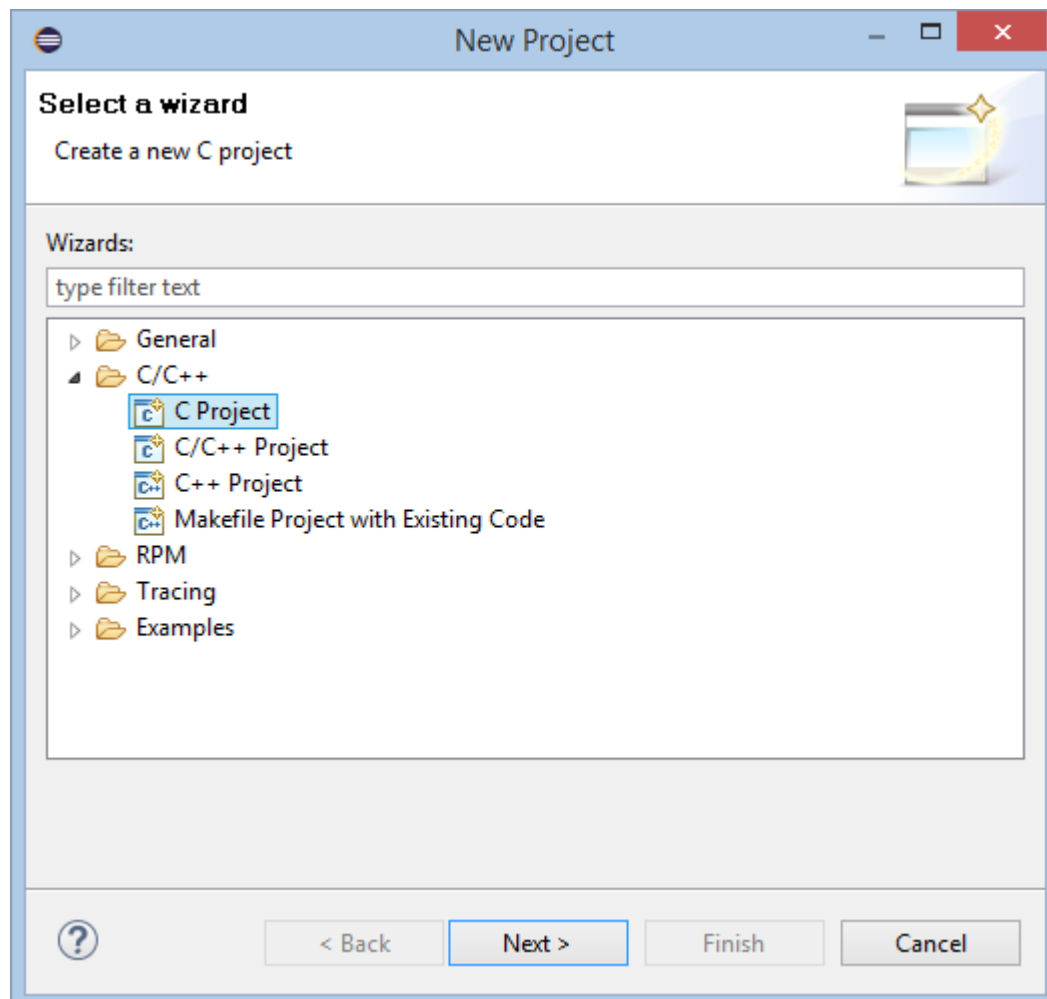 New Project
Select a wizard
Create a new C project
Wizards:
type filter text
General
C/C++
C Project
C/C++ Project
C++ Project
Makefile Project with Existing Code
RPM
Tracing
Examples
? < Back Next > Finish Cancel